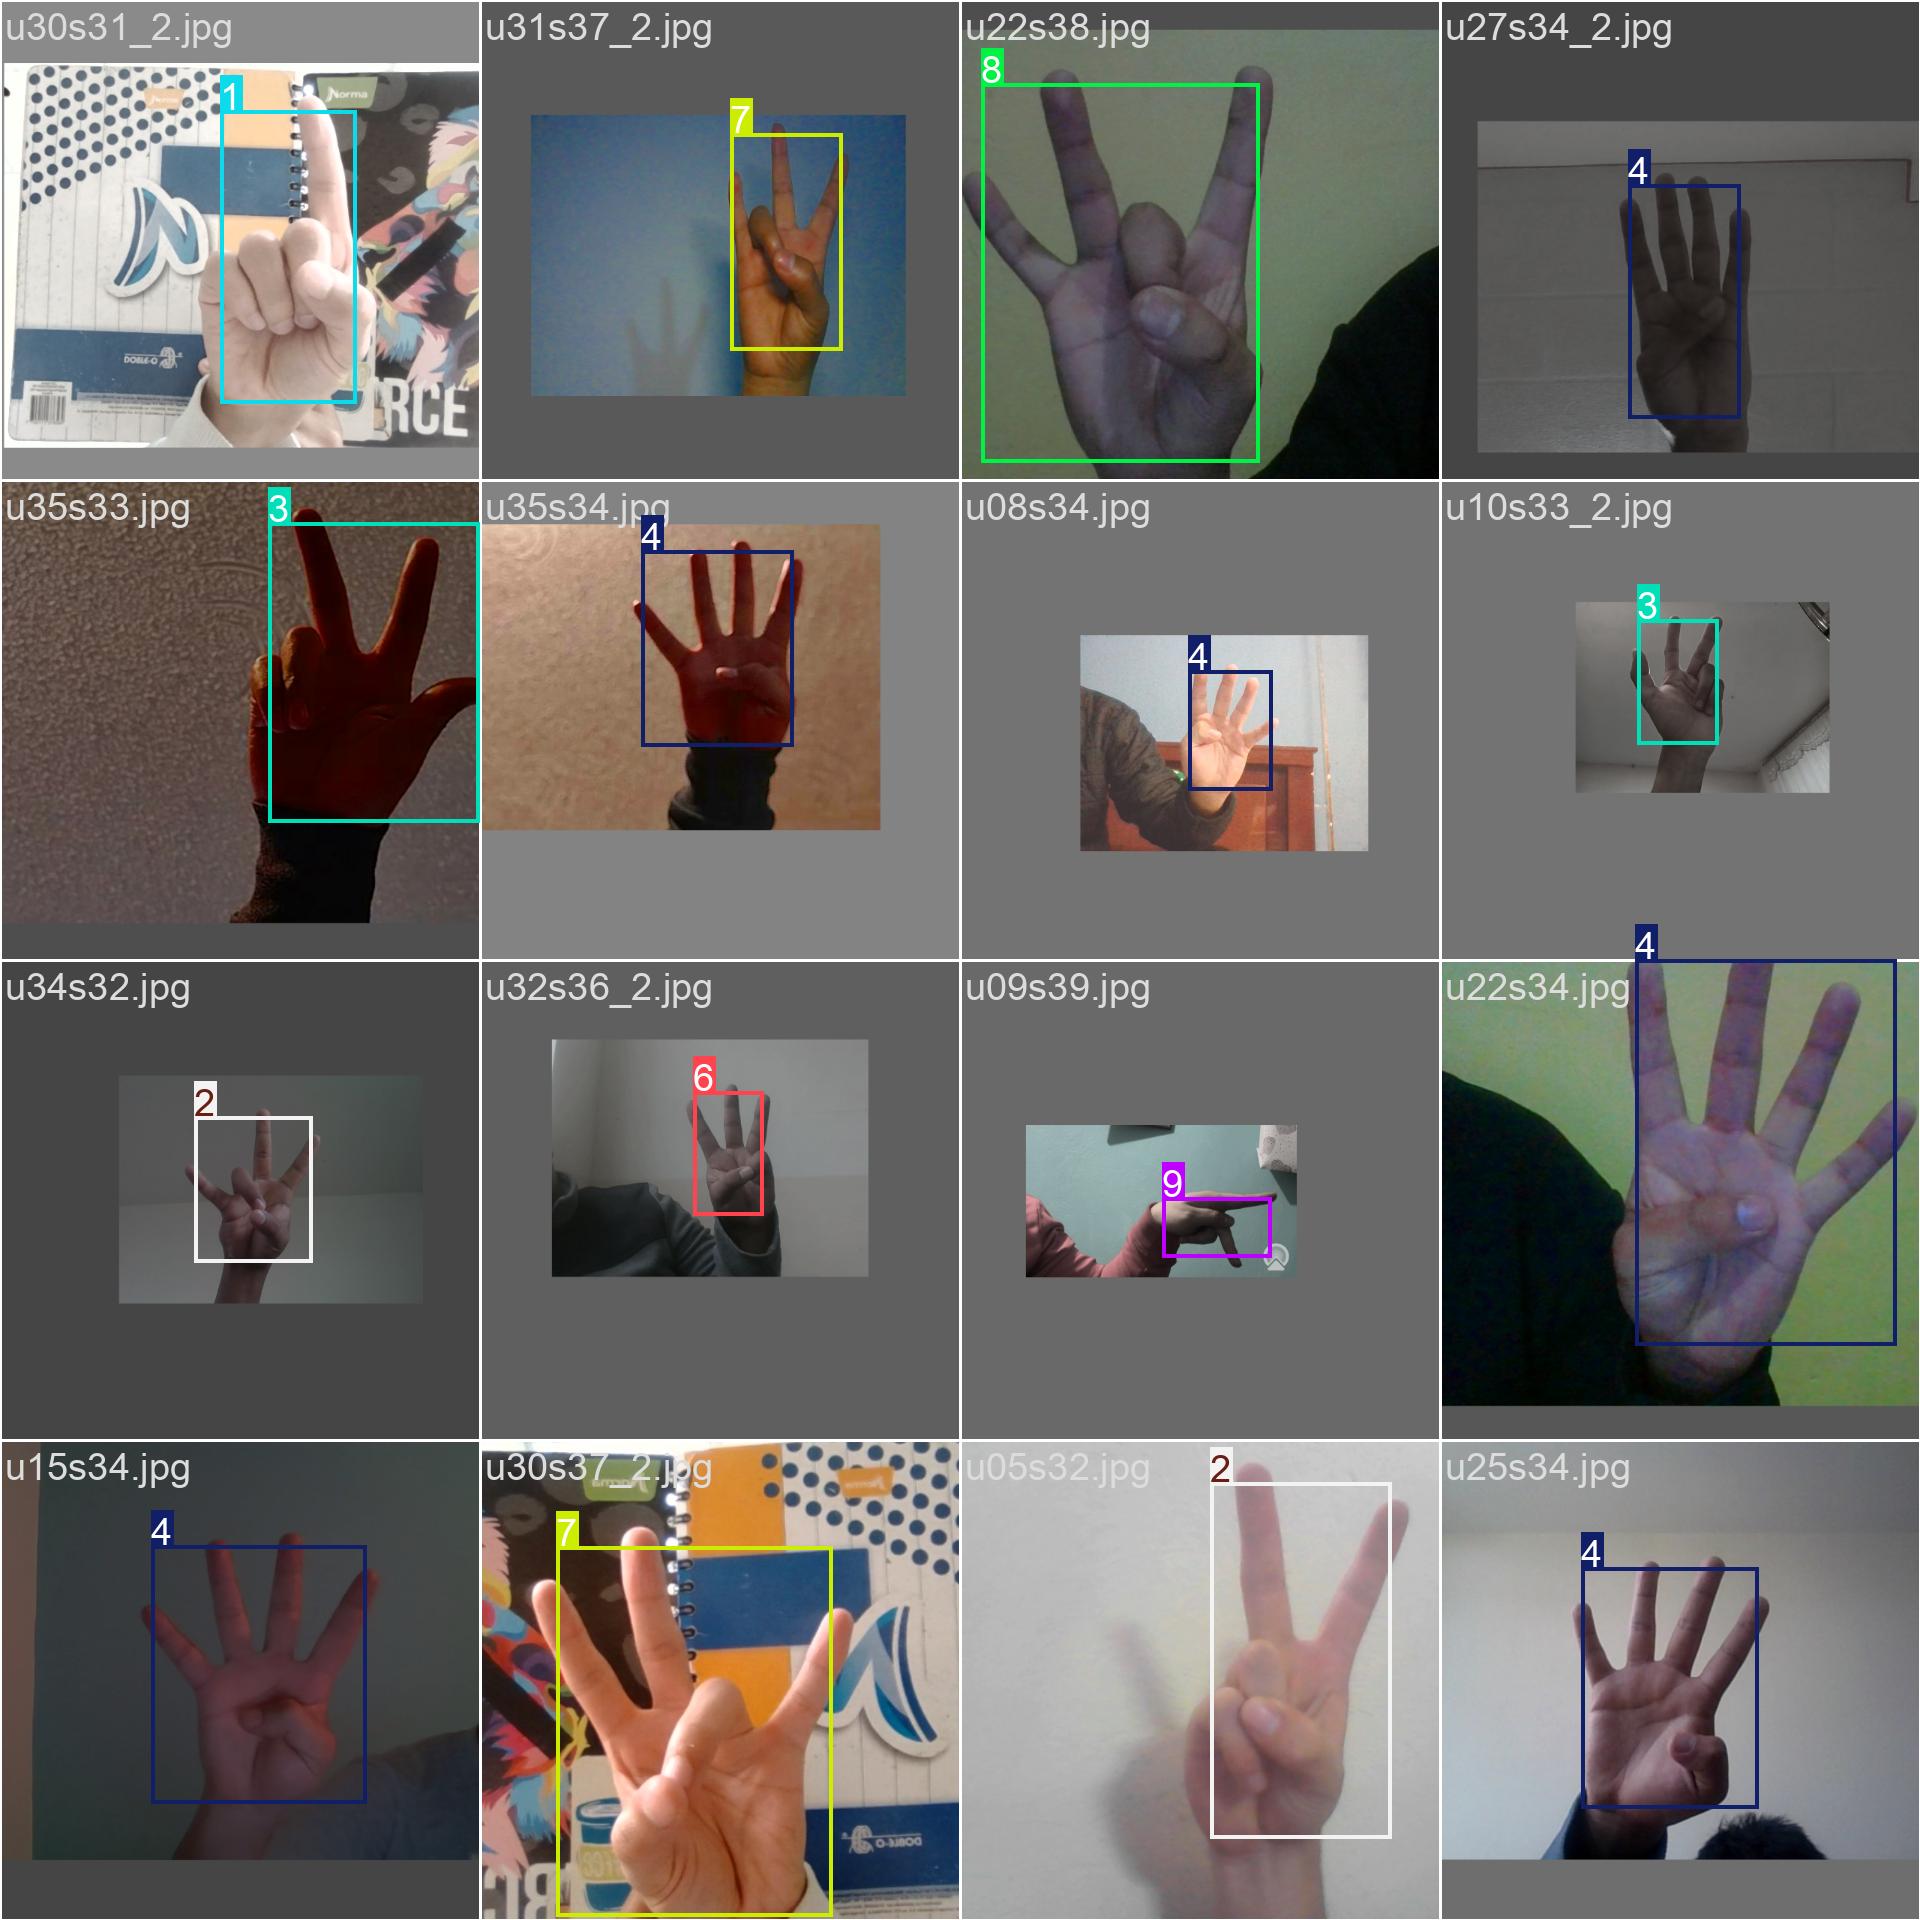 u30s31_2.jpg
u31s37_2.jpg
u22s38.jpg
u27s34_2.jpg
1
7
8
4
Norma
DOBLE-O
RCE
u35s33.jpg
u35s34.jpg
u08s34.jpg
u10s33_2.jpg
3
4
4
3
u34s32.jpg
u32s36_2.jpg
u09s39.jpg
u22s34.jpg
2
6
9
4
u15s34.jpg
u30s37_2.jpg
u05s32.jpg
u25s34.jpg
4
7
2
4
Norma
DOBLE-O